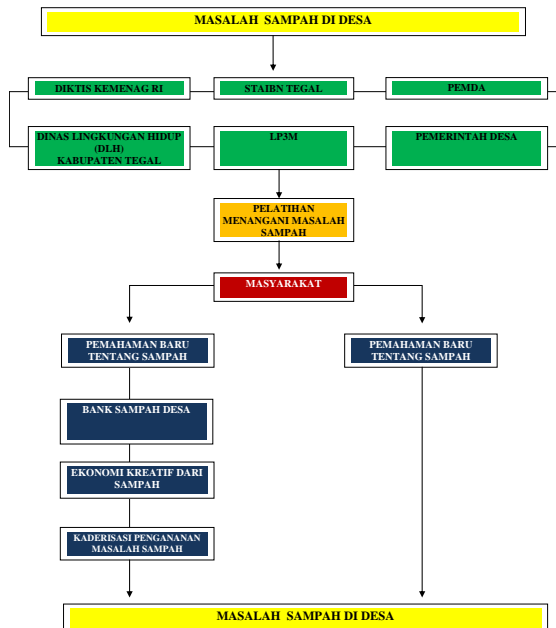 MASALAH SAMPAH DI DESA
DIKTIS KEMENAG RI
STAIBN TEGAL
PEMDA
DINAS LINGKUNGAN HIDUP
(DLH)
KABUPATEN TEGAL
LP3M
PEMERINTAH DESA
PELATIHAN
MENANGANI MASALAH
SAMPAH
MASYARAKAT
PEMAHAMAN BARU
TENTANG SAMPAH
PEMAHAMAN BARU
TENTANG SAMPAH
BANK SAMPAH DESA
EKONOMI KREATIF DARI
SAMPAH
KADERISASI PENGANANAN
MASALAH SAMPAH
MASALAH SAMPAH DI DESA